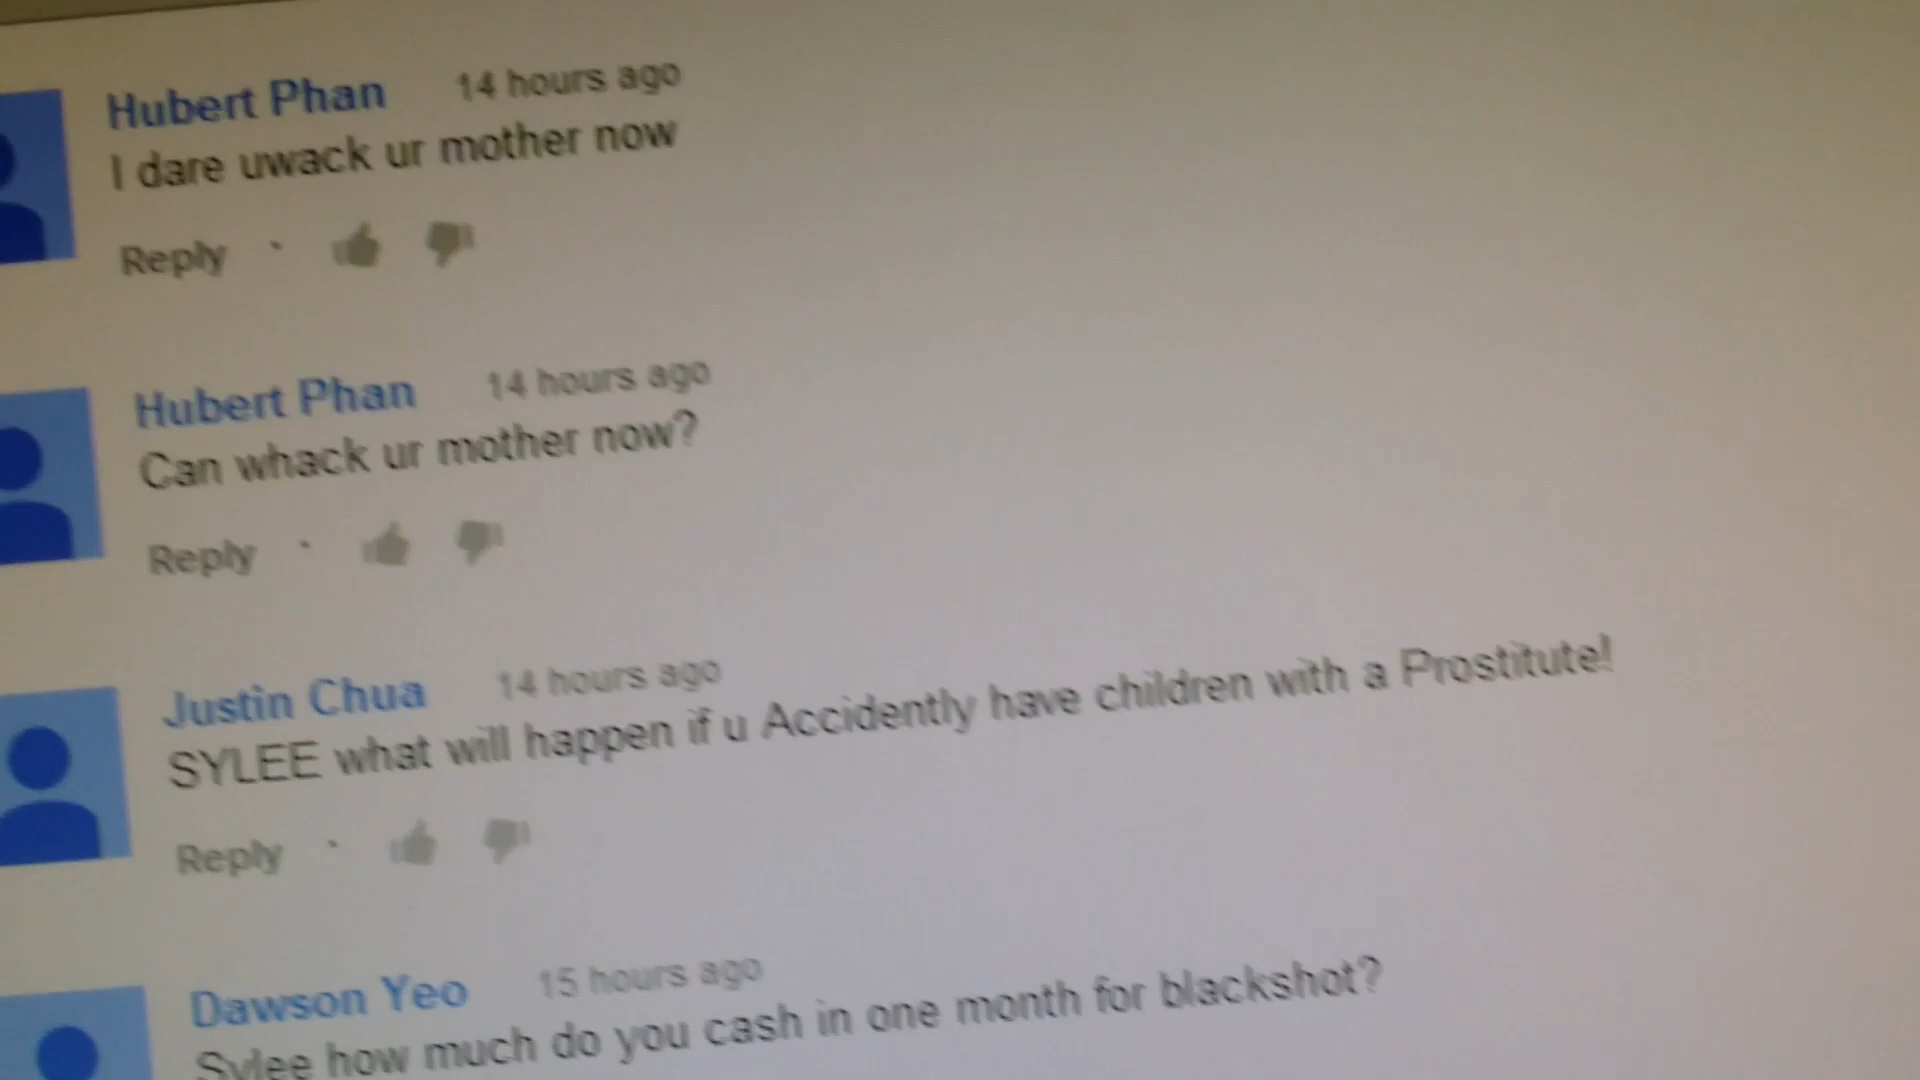 Hubert Phan 14 hours ago
I dare uwack ur mother now
Reply
Hubert Phan 14 hours ago
Can whack ur mother now?
Reply
Justin Chua 14 hours ago
SYLEE what will happen if u Accidently have children with a Prostitute!
Reply
Dawson Yeo 15 hours ago
Sylee how much do you cash in one month for blackshot?